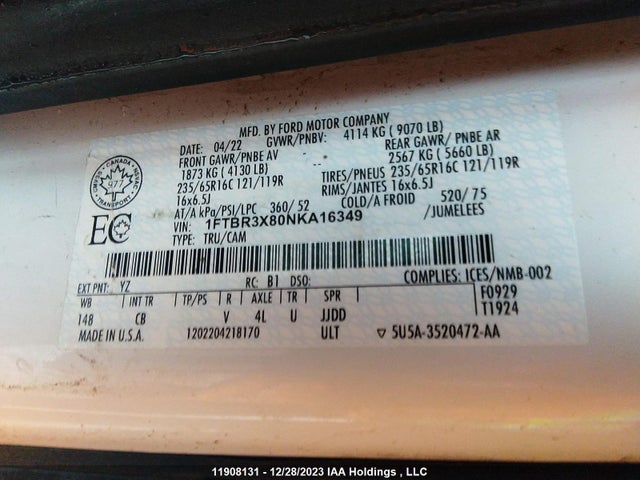 MFD. BY FORD MOTOR COMPANY
DATE: 04/22 GVWR/PNBV: 4114 KG ( 9070 LB)
FRONT GAWR/PNBE AV REAR GAWR/ PNBE AR
1873 KG ( 4130 LB) 2567 KG ( 5660 LB)
235/65R16C 121/119R TIRES/PNEUS 235/65R16C 121/119R
16x6.5J RIMS/JANTES 16x6.5J
AT/A kPa/PSI/LPC 360/ 52 COLD/A FROID 520/ 75
VIN: 1FTBR3X80NKA16349 /JUMELEES
TYPE: TRU/CAM
CANADA
977
TRANSPORT
EC
EXT PNT: YZ RC: B1 DSO: COMPLIES: ICES/NMB-002
WB INT TR TP/PS R AXLE TR SPR F0929
148 CB V 4L U JJDD T1924
MADE IN U.S.A. 1202204218170 ULT ▽ 5U5A-3520472-AA
11908131 - 12/28/2023 IAA Holdings , LLC